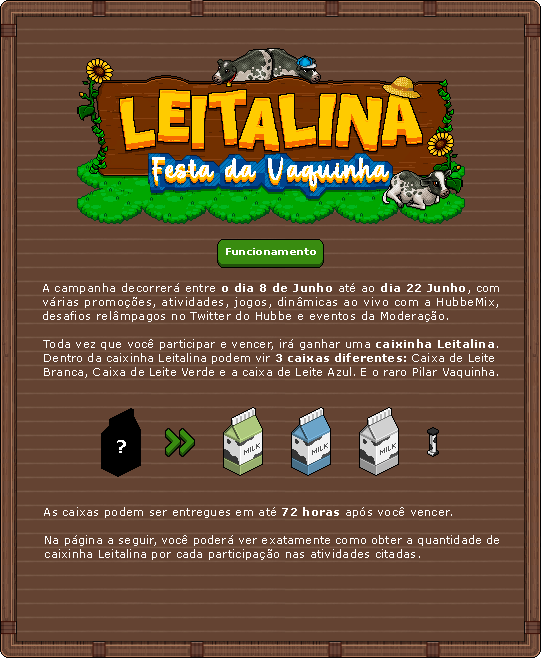 LEITALINA
Festa da Vaquinha
Funcionamento
A campanha decorrerá entre o dia 8 de Junho até ao dia 22 Junho, com
várias promoções, atividades, jogos, dinâmicas ao vivo com a HubbeMix,
desafios relâmpagos no Twitter do Hubbe e eventos da Moderação.
Toda vez que você participar e vencer, irá ganhar uma caixinha Leitalina.
Dentro da caixinha Leitalina podem vir 3 caixas diferentes: Caixa de Leite
Branca, Caixa de Leite Verde e a caixa de Leite Azul. E o raro Pilar Vaquinha.
?
MILK
MILK
MILK
As caixas podem ser entregues em até 72 horas após você vencer.
Na página a seguir, você poderá ver exatamente como obter a quantidade de
caixinha Leitalina por cada participação nas atividades citadas.